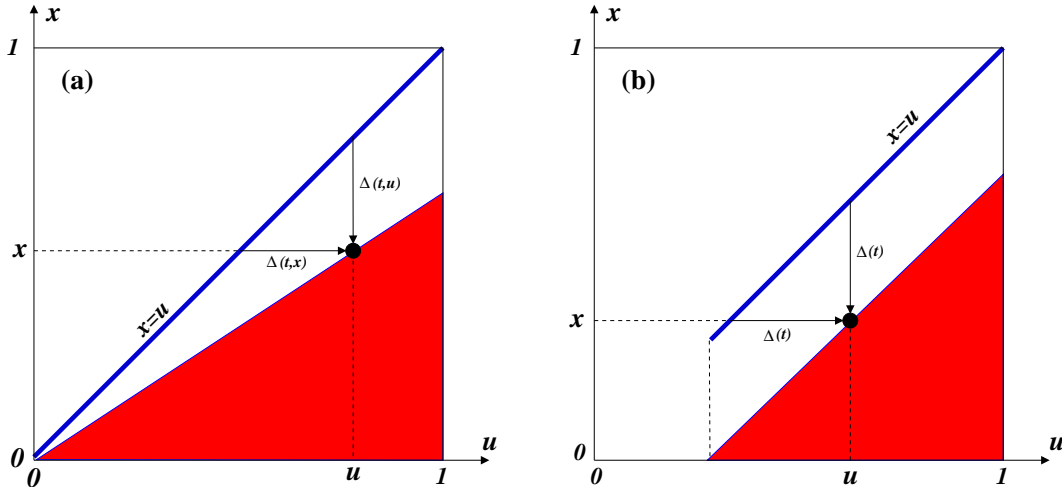 x
1
(a)
x=u
Δ(t,u)
x
Δ(t,x)
0
0
u
1
u
x
1
(b)
x=u
Δ(t)
x
Δ(t)
0
0
u
1
u